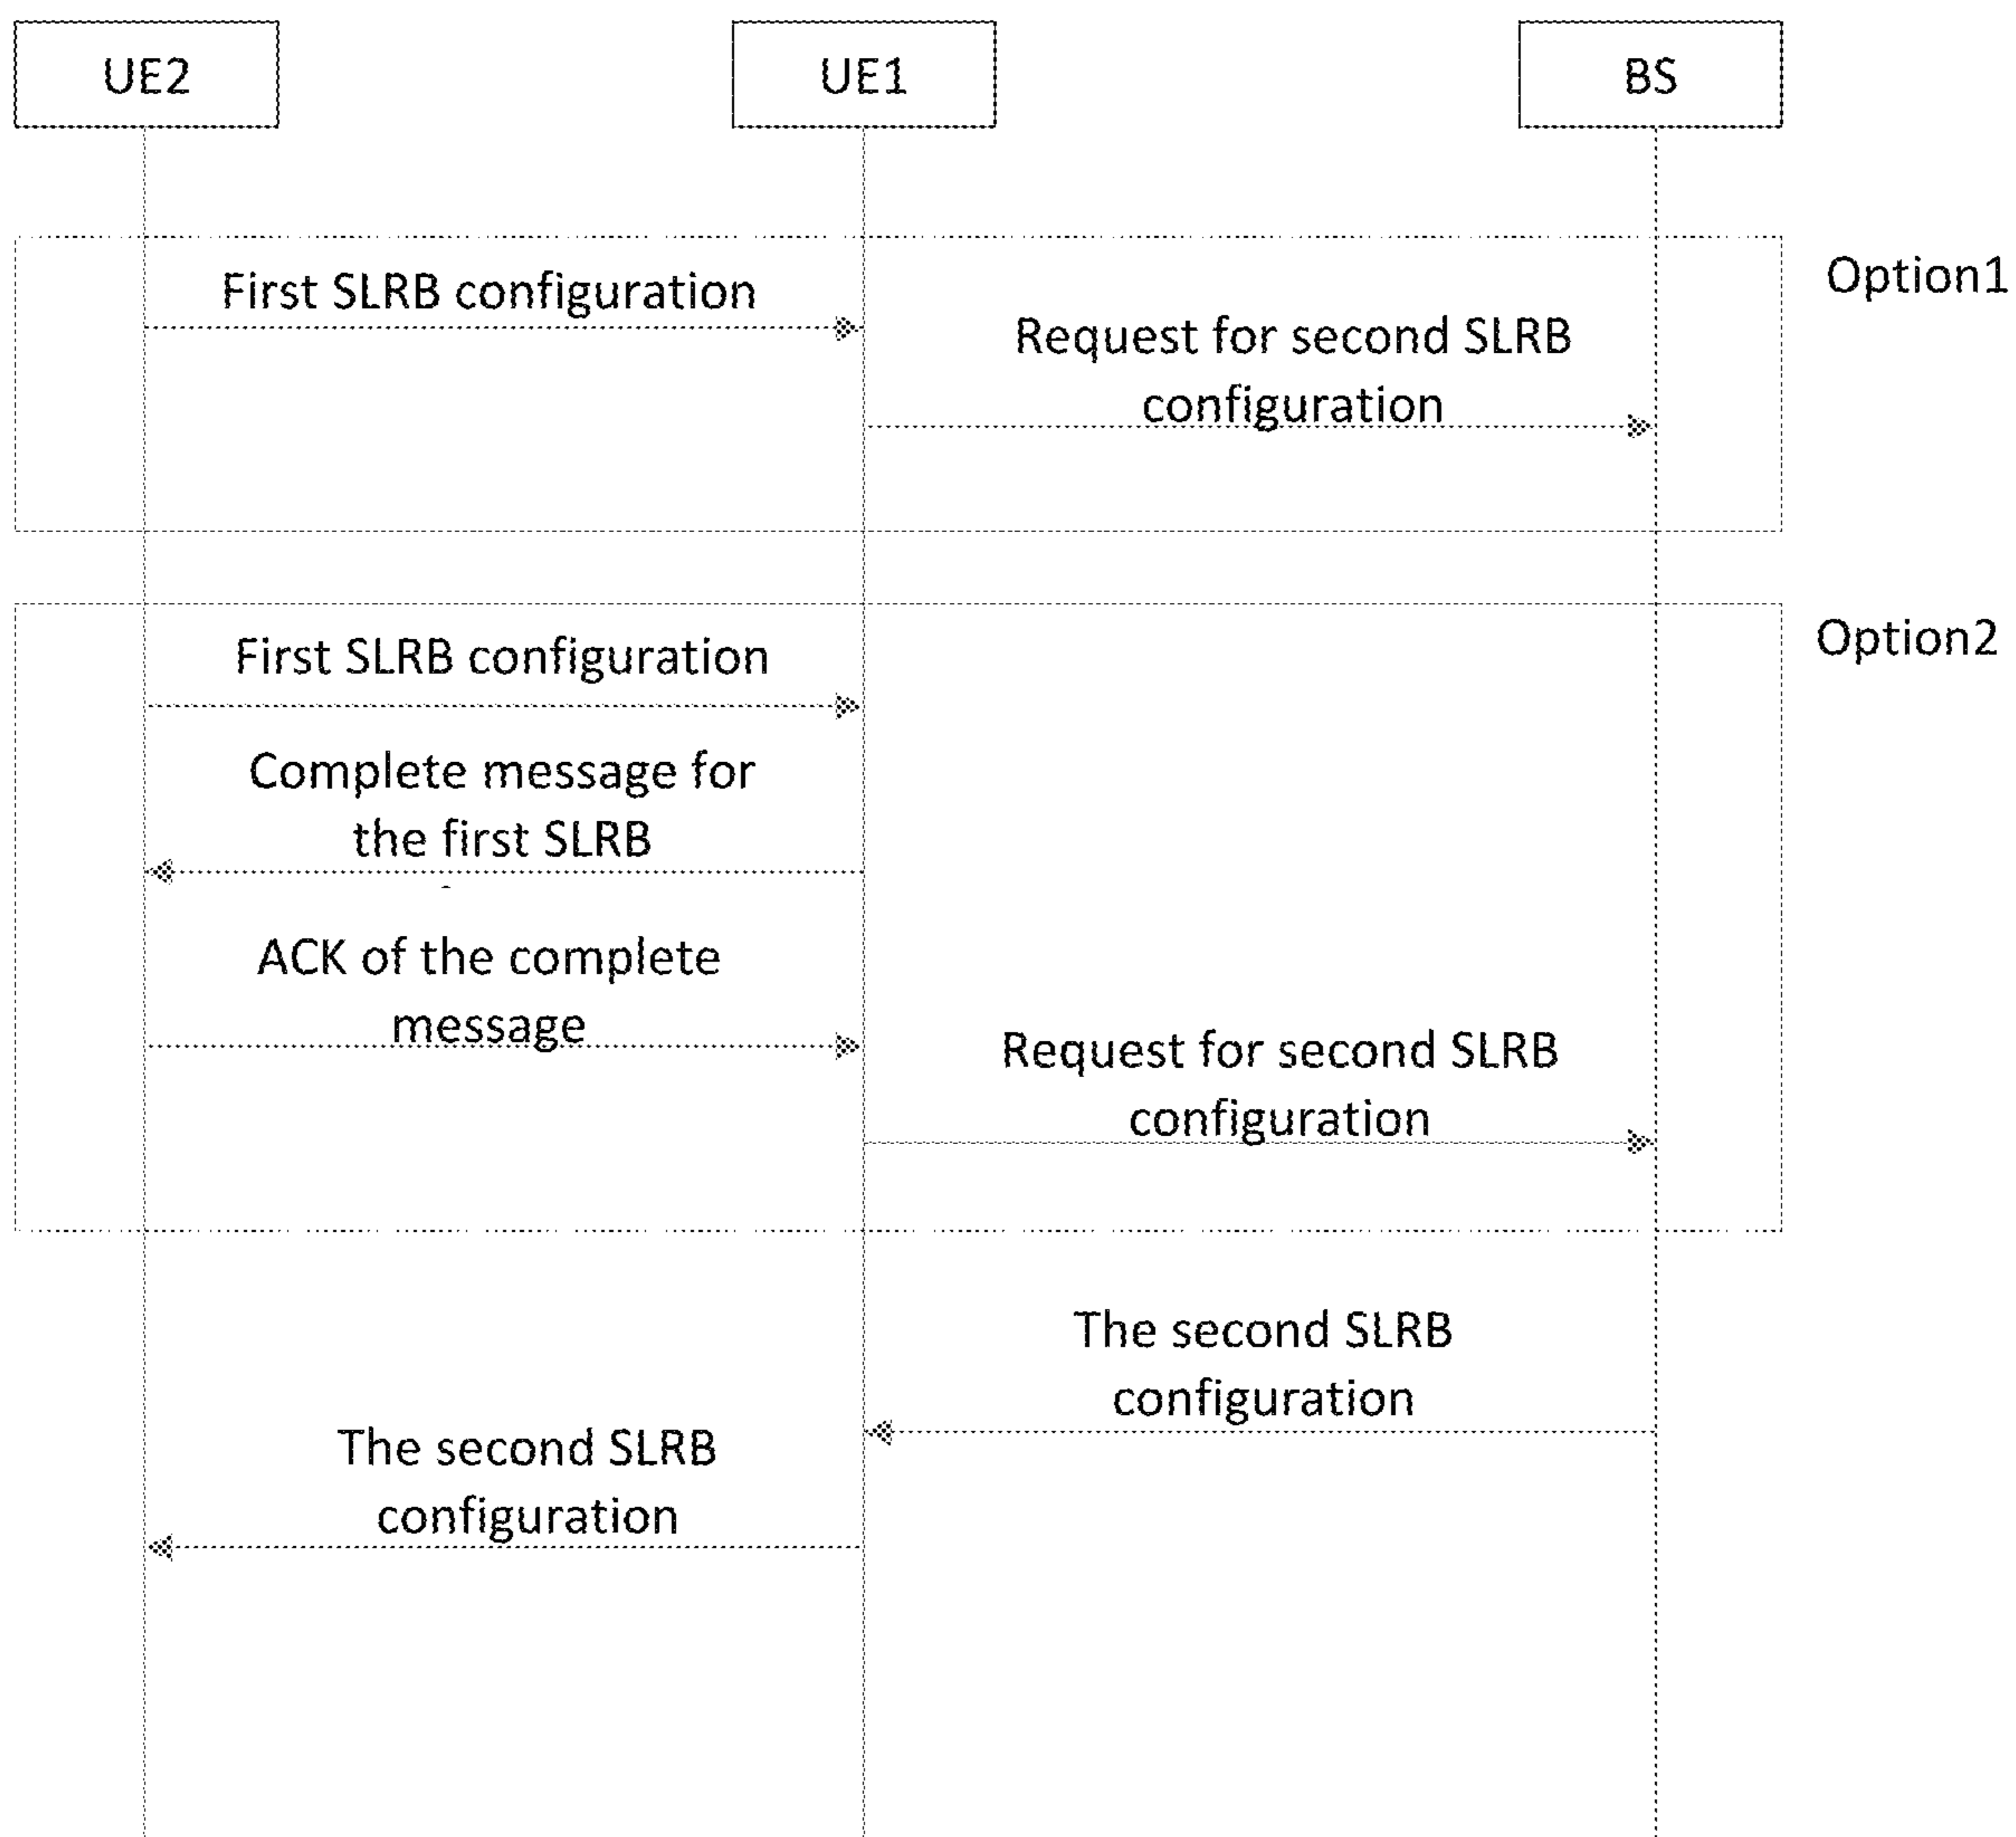 UE2
UE1
BS
Option1
First SLRB configuration
Request for second SLRB
configuration
Option2
First SLRB configuration
Complete message for
the first SLRB
ACK of the complete
message
Request for second SLRB
configuration
The second SLRB
configuration
The second SLRB
configuration